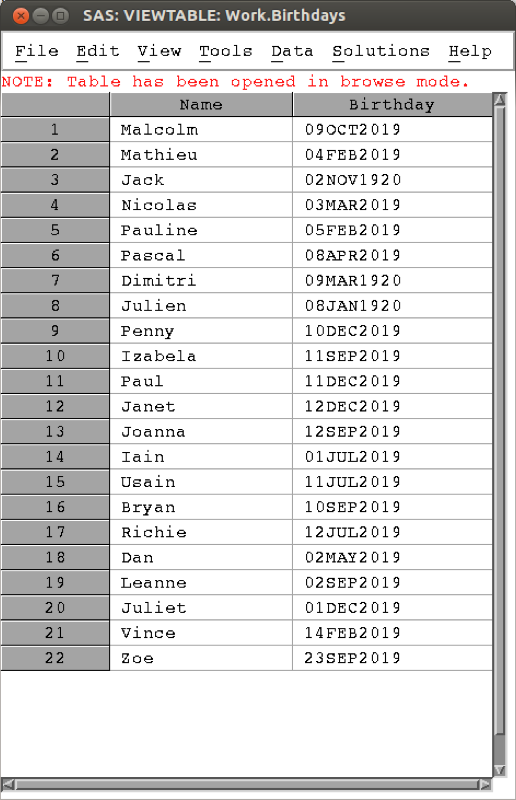 SAS: VIEWTABLE: Work.Birthdays
File Edit View Tools Data Solutions Help
NOTE: Table has been opened in browse mode.
Name Birthday
1 Malcolm 09OCT2019
2 Mathieu 04FEB2019
3 Jack 02NOV1920
4 Nicolas 03MAR2019
5 Pauline 05FEB2019
6 Pascal 08APR2019
7 Dimitri 09MAR1920
8 Julien 08JAN1920
9 Penny 10DEC2019
10 Izabela 11SEP2019
11 Paul 11DEC2019
12 Janet 12DEC2019
13 Joanna 12SEP2019
14 Iain 01JUL2019
15 Usain 11JUL2019
16 Bryan 10SEP2019
17 Richie 12JUL2019
18 Dan 02MAY2019
19 Leanne 02SEP2019
20 Juliet 01DEC2019
21 Vince 14FEB2019
22 Zoe 23SEP2019